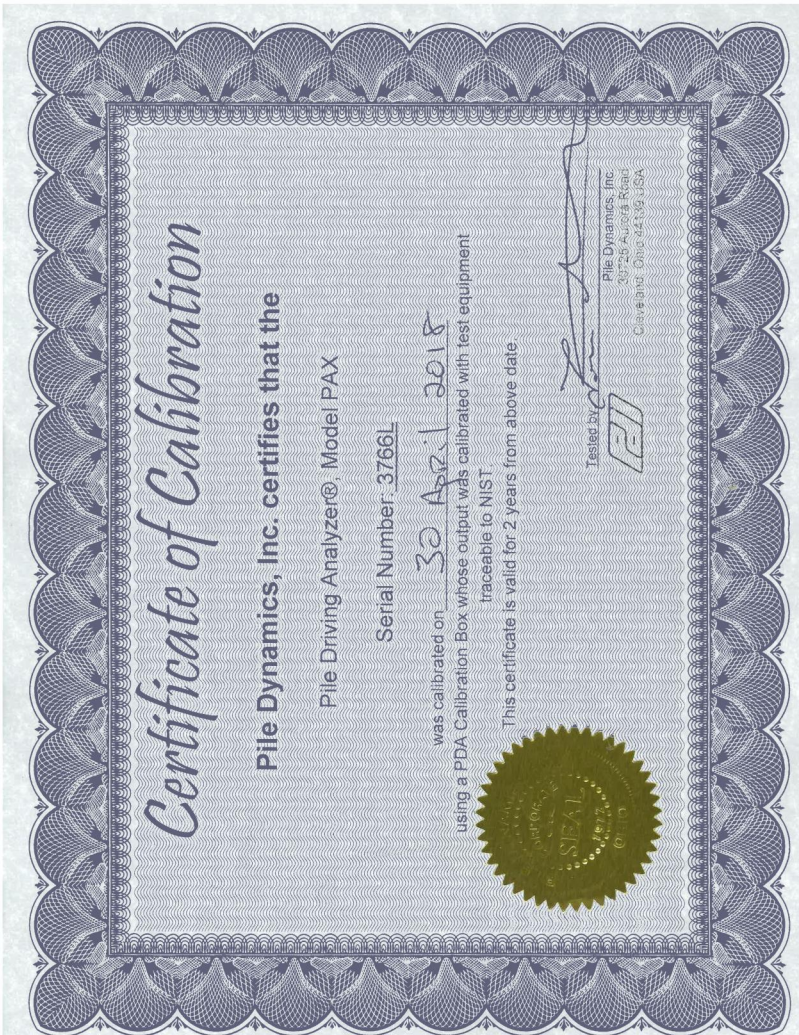 Certificate of Calibration
Pile Dynamics, Inc. certifies that the
Pile Driving Analyzer®, Model PAX
Serial Number: 3766L
was calibrated on 30 April 2018
using a PDA Calibration Box whose output was calibrated with test equipment
traceable to NIST.
This certificate is valid for 2 years from above date.
Tested by
Pile Dynamics, Inc.
30725 Aurora Road
Cleveland, Ohio 44139 USA
SEAL
OHIO